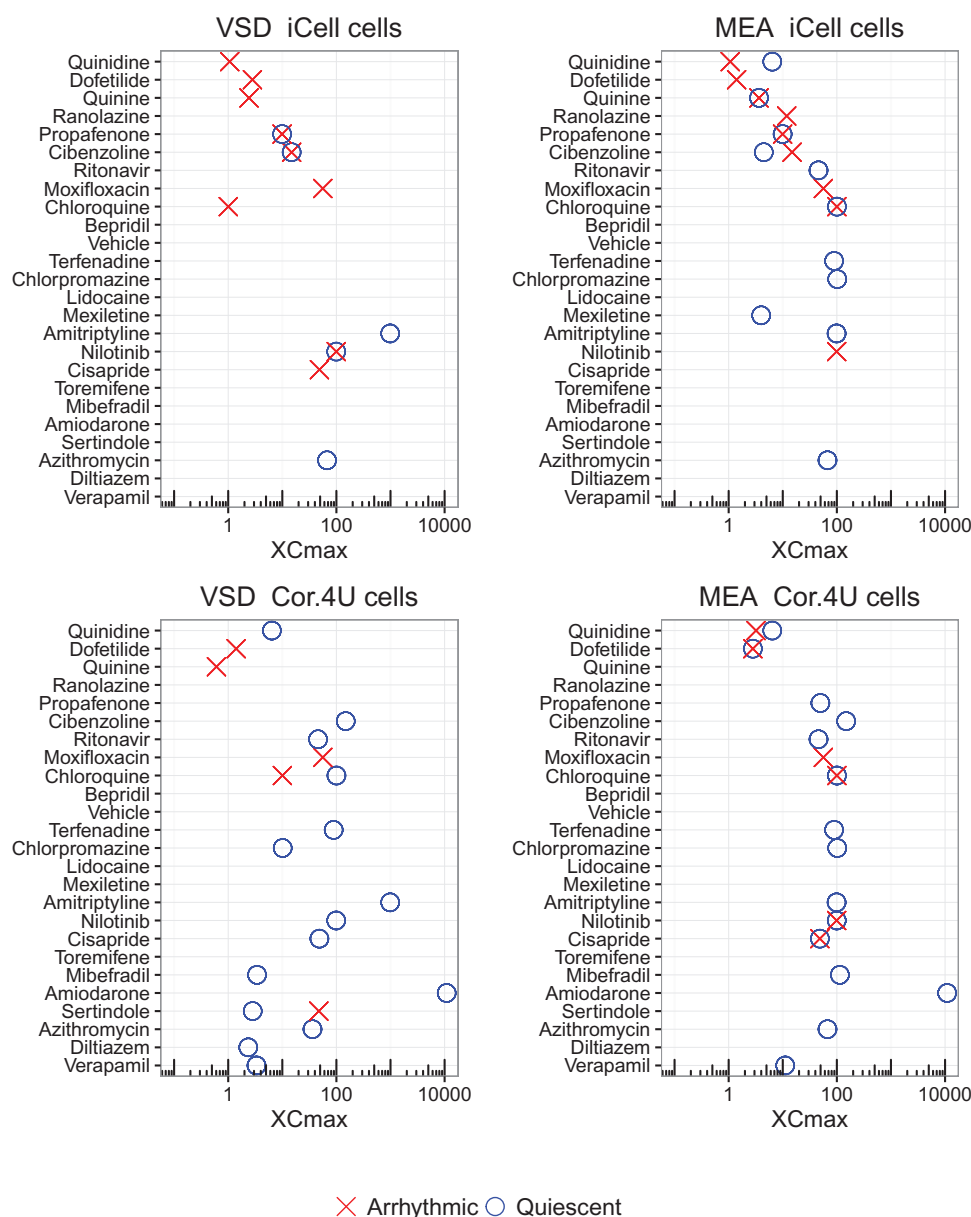 VSD iCell cells
Quinidine
Dofetilide
Quinine
Ranolazine
Propafenone
Cibenzoline
Ritonavir
Moxifloxacin
Chloroquine
Bepridil
Vehicle
Terfenadine
Chlorpromazine
Lidocaine
Mexiletine
Amitriptyline
Nilotinib
Cisapride
Toremifene
Mibefradil
Amiodarone
Sertindole
Azithromycin
Diltiazem
Verapamil
1 100 10000
XCmax
MEA iCell cells
Quinidine
Dofetilide
Quinine
Ranolazine
Propafenone
Cibenzoline
Ritonavir
Moxifloxacin
Chloroquine
Bepridil
Vehicle
Terfenadine
Chlorpromazine
Lidocaine
Mexiletine
Amitriptyline
Nilotinib
Cisapride
Toremifene
Mibefradil
Amiodarone
Sertindole
Azithromycin
Diltiazem
Verapamil
1 100 10000
XCmax
VSD Cor.4U cells
Quinidine
Dofetilide
Quinine
Ranolazine
Propafenone
Cibenzoline
Ritonavir
Moxifloxacin
Chloroquine
Bepridil
Vehicle
Terfenadine
Chlorpromazine
Lidocaine
Mexiletine
Amitriptyline
Nilotinib
Cisapride
Toremifene
Mibefradil
Amiodarone
Sertindole
Azithromycin
Diltiazem
Verapamil
1 100 10000
XCmax
MEA Cor.4U cells
Quinidine
Dofetilide
Quinine
Ranolazine
Propafenone
Cibenzoline
Ritonavir
Moxifloxacin
Chloroquine
Bepridil
Vehicle
Terfenadine
Chlorpromazine
Lidocaine
Mexiletine
Amitriptyline
Nilotinib
Cisapride
Toremifene
Mibefradil
Amiodarone
Sertindole
Azithromycin
Diltiazem
Verapamil
1 100 10000
XCmax
Arrhythmic Quiescent